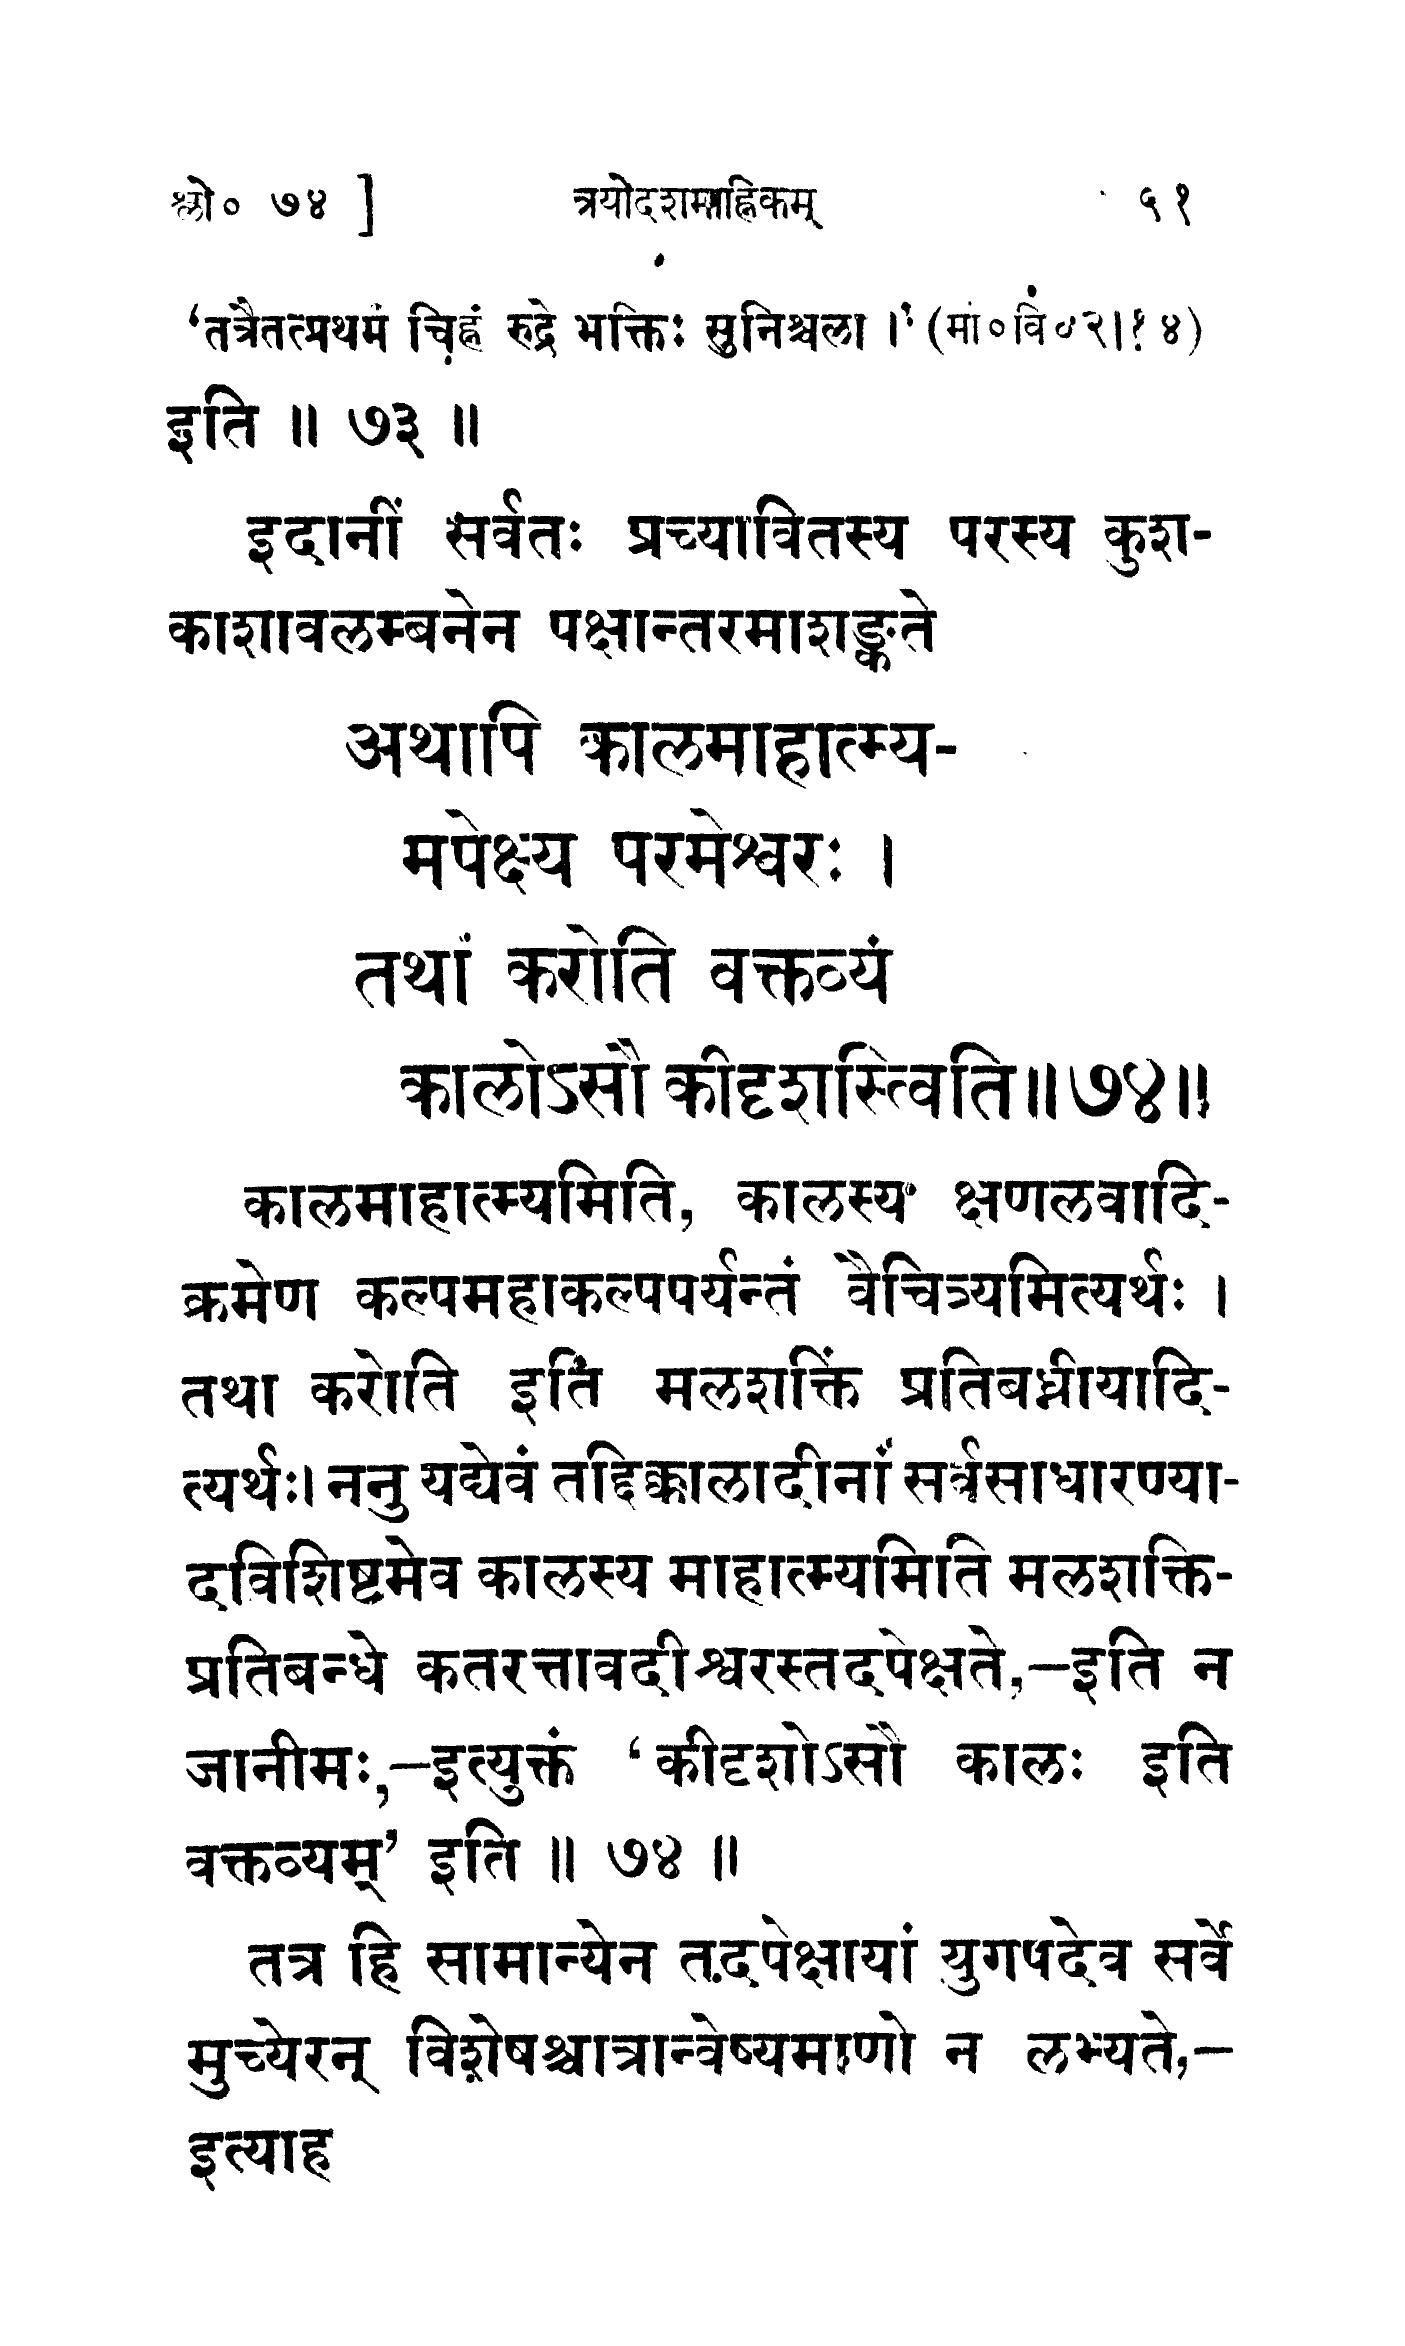 श्लो० ७४ ] त्रयोदशमाह्निकम् ५१
'तत्रैतत्प्रथमं चिह्नं रुद्रे भक्तिः सुनिश्चला ।' (मा०वि०२।१४)
इति ॥ ७३ ॥
इदानीं सर्वतः प्रच्यावितस्य परस्य कुश-
काशावलम्बनेन पक्षान्तरमाशङ्कते
अथापि कालमाहात्म्य-
मपेक्ष्य परमेश्वरः ।
तथा करोति वक्तव्यं
कालोऽसौ कीदृशस्त्विति॥७४॥
कालमाहात्म्यमिति, कालस्य क्षणलवादि-
क्रमेण कल्पमहाकल्पपर्यन्तं वैचित्र्यमित्यर्थः ।
तथा करोति इति मलशक्तिं प्रतिबध्नीयादि-
त्यर्थः। ननु यद्येवं तद्दिक्कालादीनां सर्वसाधारण्या-
दविशिष्टमेव कालस्य माहात्म्यमिति मलशक्ति-
प्रतिबन्धे कतरत्तावदीश्वरस्तदपेक्षते,—इति न
जानीमः,—इत्युक्तं 'कीदृशोऽसौ कालः इति
वक्तव्यम्' इति ॥ ७४ ॥
तत्र हि सामान्येन तदपेक्षायां युगपदेव सर्वे
मुच्येरन् विशेषश्चात्रान्वेष्यमाणो न लभ्यते,—
इत्याह